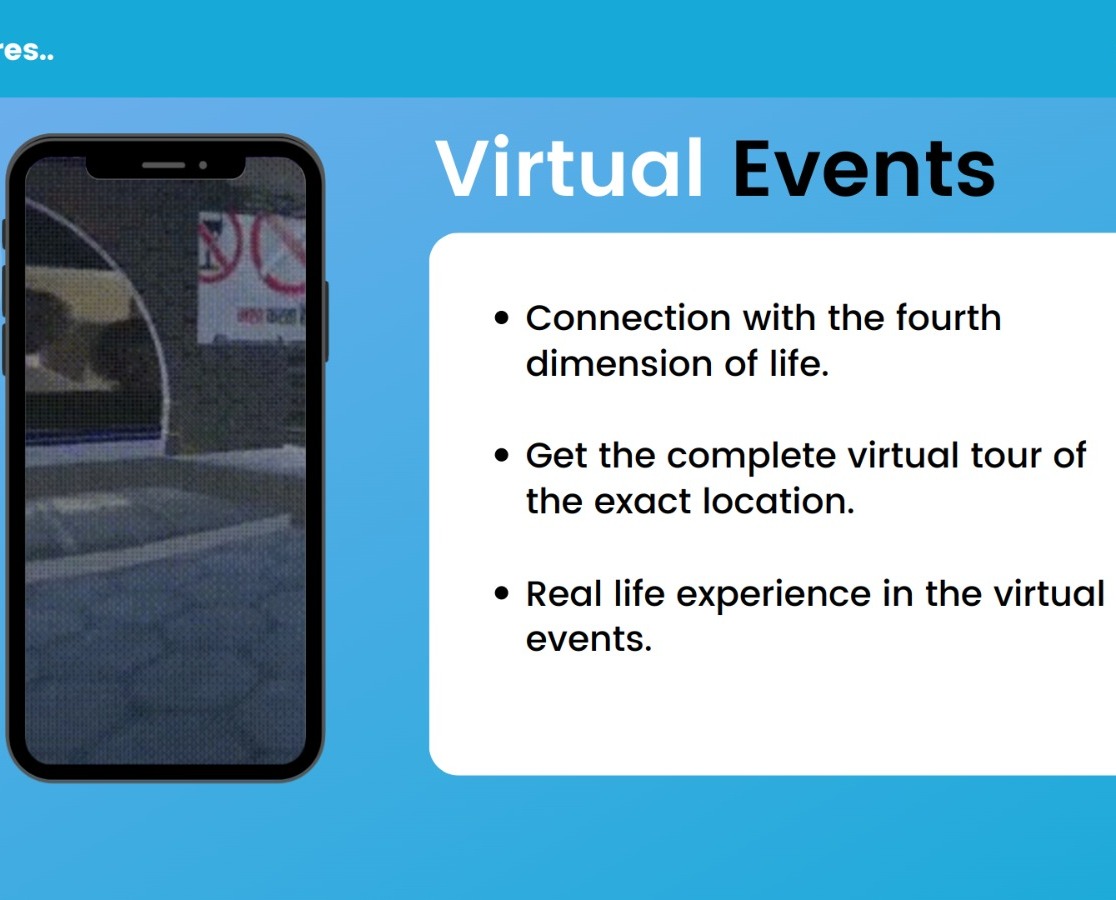 res..
Virtual Events
• Connection with the fourth
dimension of life.
• Get the complete virtual tour of
the exact location.
• Real life experience in the virtual
events.